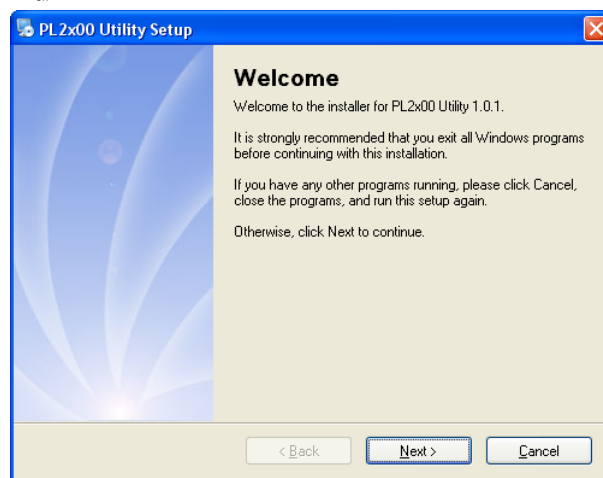 PL2x00 Utility Setup
Welcome
Welcome to the installer for PL2x00 Utility 1.0.1.
It is strongly recommended that you exit all Windows programs
before continuing with this installation.
If you have any other programs running, please click Cancel,
close the programs, and run this setup again.
Otherwise, click Next to continue.
< Back
Next >
Cancel